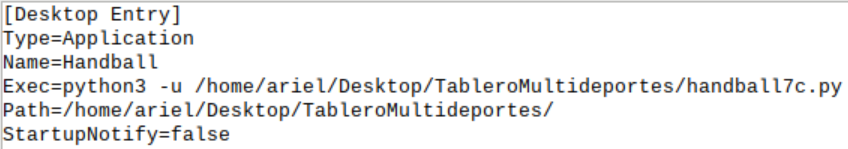 [Desktop Entry]
Type=Application
Name=Handball
Exec=python3 -u /home/ariel/Desktop/TableroMultideportes/handball7c.py
Path=/home/ariel/Desktop/TableroMultideportes/
StartupNotify=false